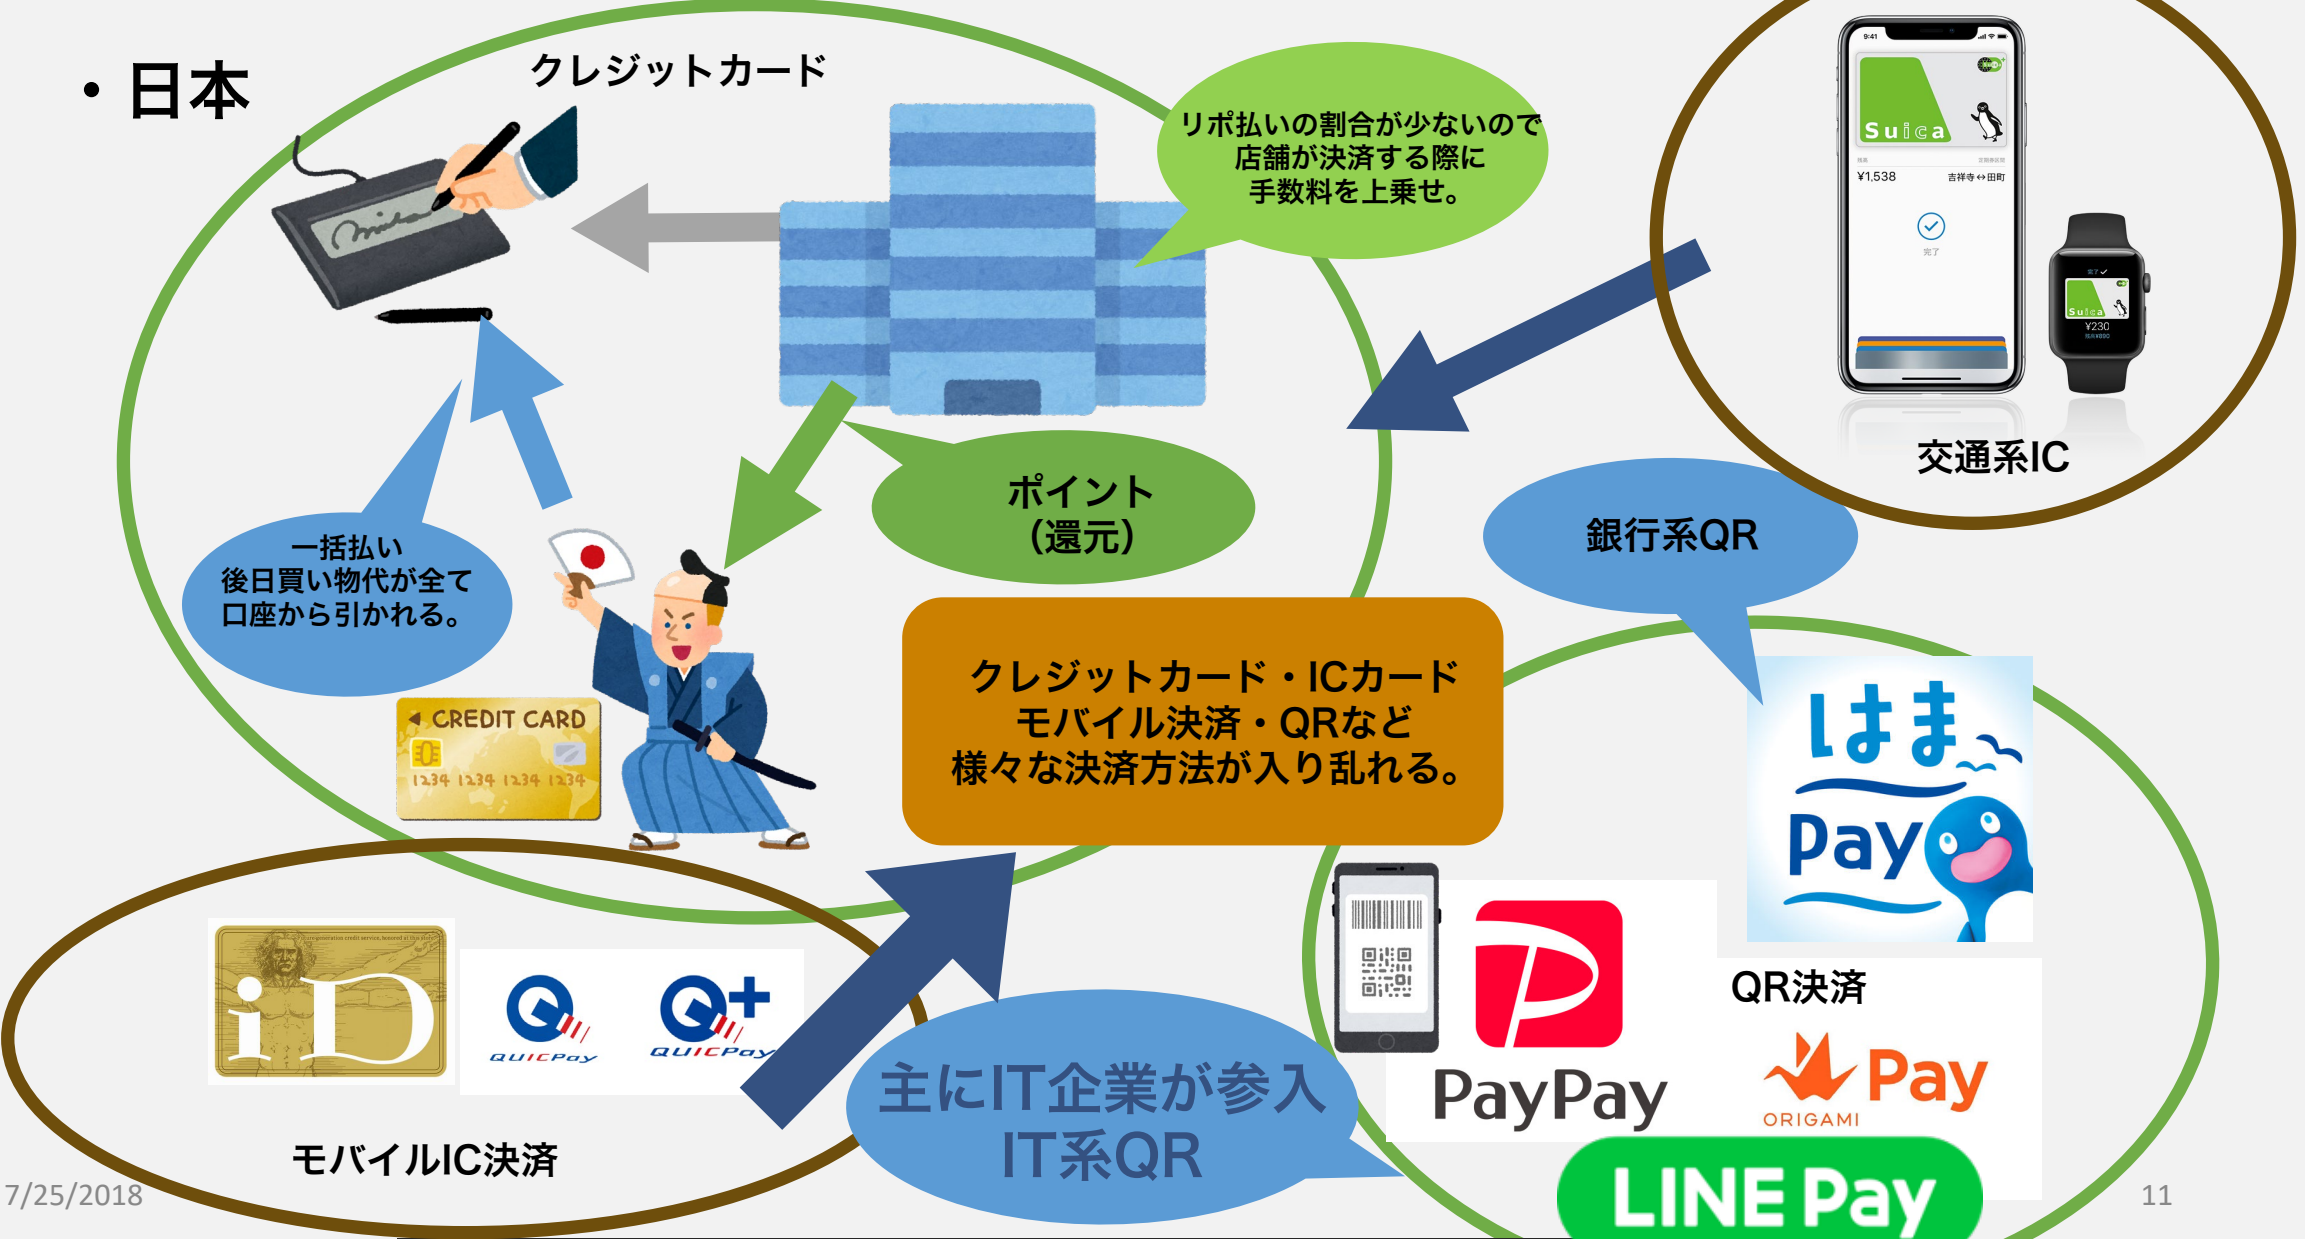 ・日本
クレジットカード
リボ払いの割合が少ないので
店舗が決済する際に
手数料を上乗せ。
9:41
Suica
残高
¥1,538
吉祥寺⇔田町
完了
完了✓
Suica
¥230
交通系IC
ポイント
（還元）
銀行系QR
一括払い
後日買い物代が全て
口座から引かれる。
クレジットカード・ICカード
モバイル決済・QRなど
様々な決済方法が入り乱れる。
CREDIT CARD
1234 1234 1234 1234
はま
Pay
iD
QUICPay
Q+
QUICPay
QR決済
PayPay
Pay
ORIGAMI
主にIT企業が参入
IT系QR
モバイルIC決済
LINE Pay
7/25/2018
11